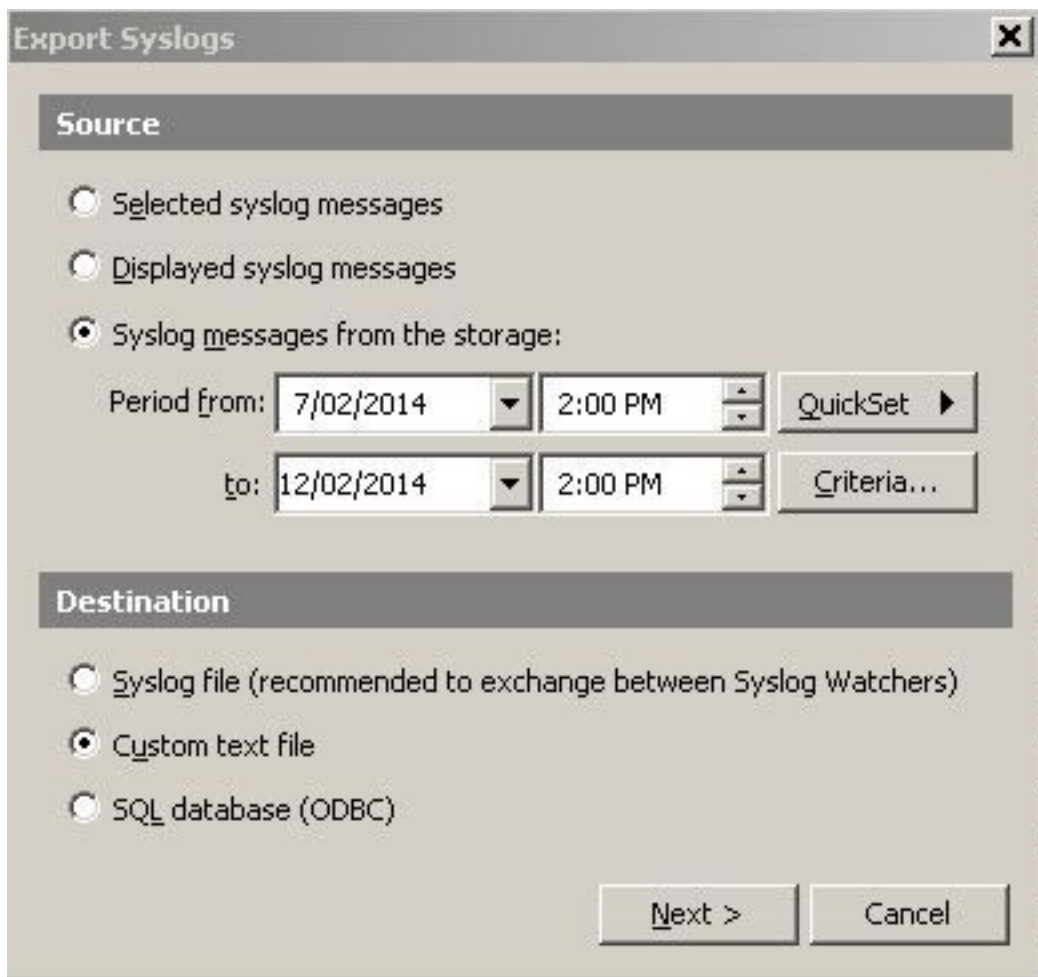 Export Syslogs
Source
Selected syslog messages
Displayed syslog messages
Syslog messages from the storage:
Period from: 7/02/2014 2:00 PM QuickSet
to: 12/02/2014 2:00 PM Criteria...
Destination
Syslog file (recommended to exchange between Syslog Watchers)
Custom text file
SQL database (ODBC)
Next > Cancel